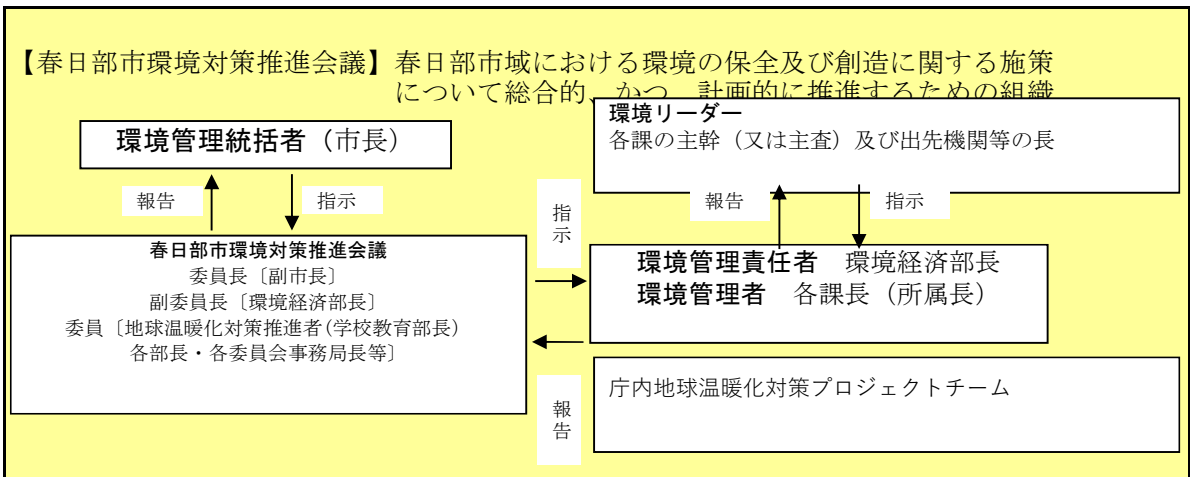 【春日部市環境対策推進会議】春日部市域における環境の保全及び創造に関する施策
について総合的、かつ、計画的に推進するための組織
環境管理統括者（市長）
報告
指示
春日部市環境対策推進会議
委員長〔副市長〕
副委員長〔環境経済部長〕
委員〔地球温暖化対策推進者(学校教育部長)
各部長・各委員会事務局長等〕
指示
報告
環境リーダー
各課の主幹（又は主査）及び出先機関等の長
報告
指示
環境管理責任者　環境経済部長
環境管理者　各課長（所属長）
庁内地球温暖化対策プロジェクトチーム